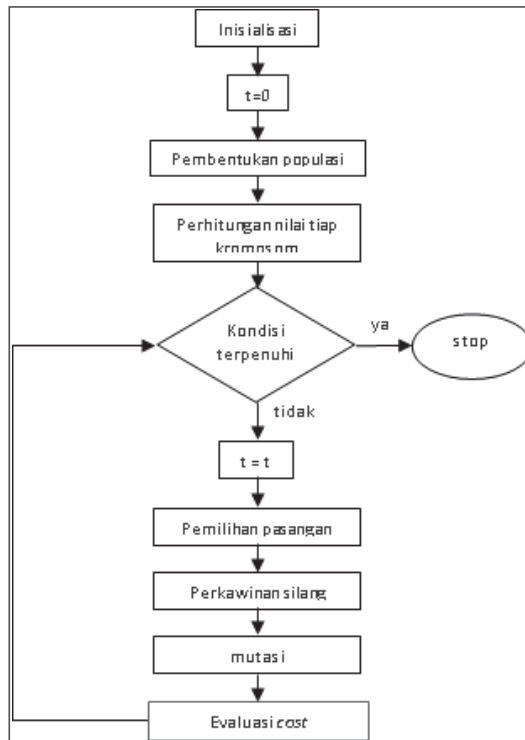 Inisialisasi
t=0
Pembentukan populasi
Perhitungan nilai tiap
kromosom
Kondisi
terpenuhi
ya
stop
tidak
t = t
Pemilihan pasangan
Perkawinan silang
mutasi
Evaluasi cost